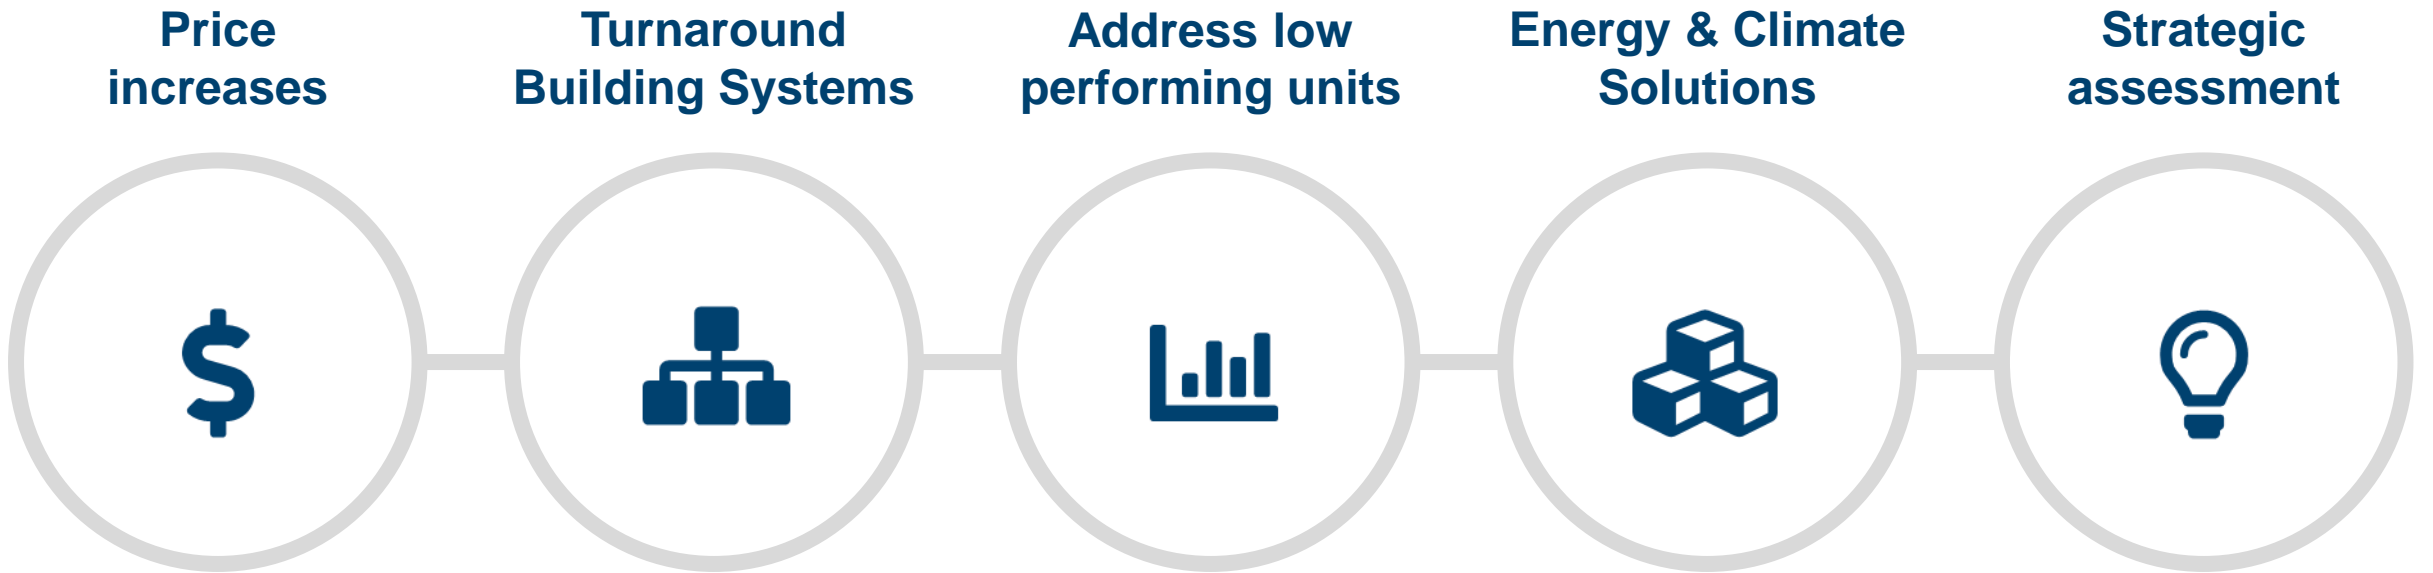 Price
increases
Turnaround
Building Systems
Address low
performing units
Energy & Climate
Solutions
Strategic
assessment